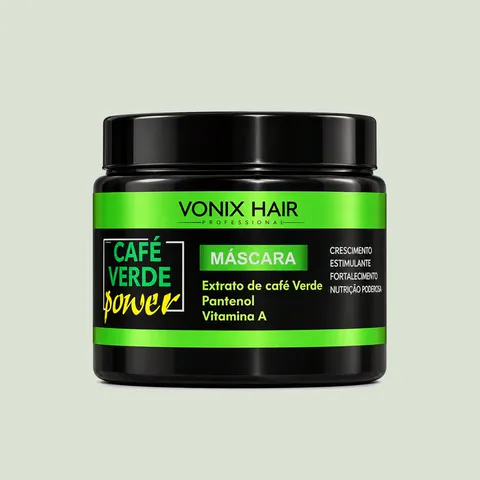 VONIX HAIR
PROFESSIONAL
CAFÉ
VERDE
power
MÁSCARA
Extrato de café Verde
Pantenol
Vitamina A
CRESCIMENTO
ESTIMULANTE
FORTALECIMENTO
NUTRIÇÃO PODEROSA